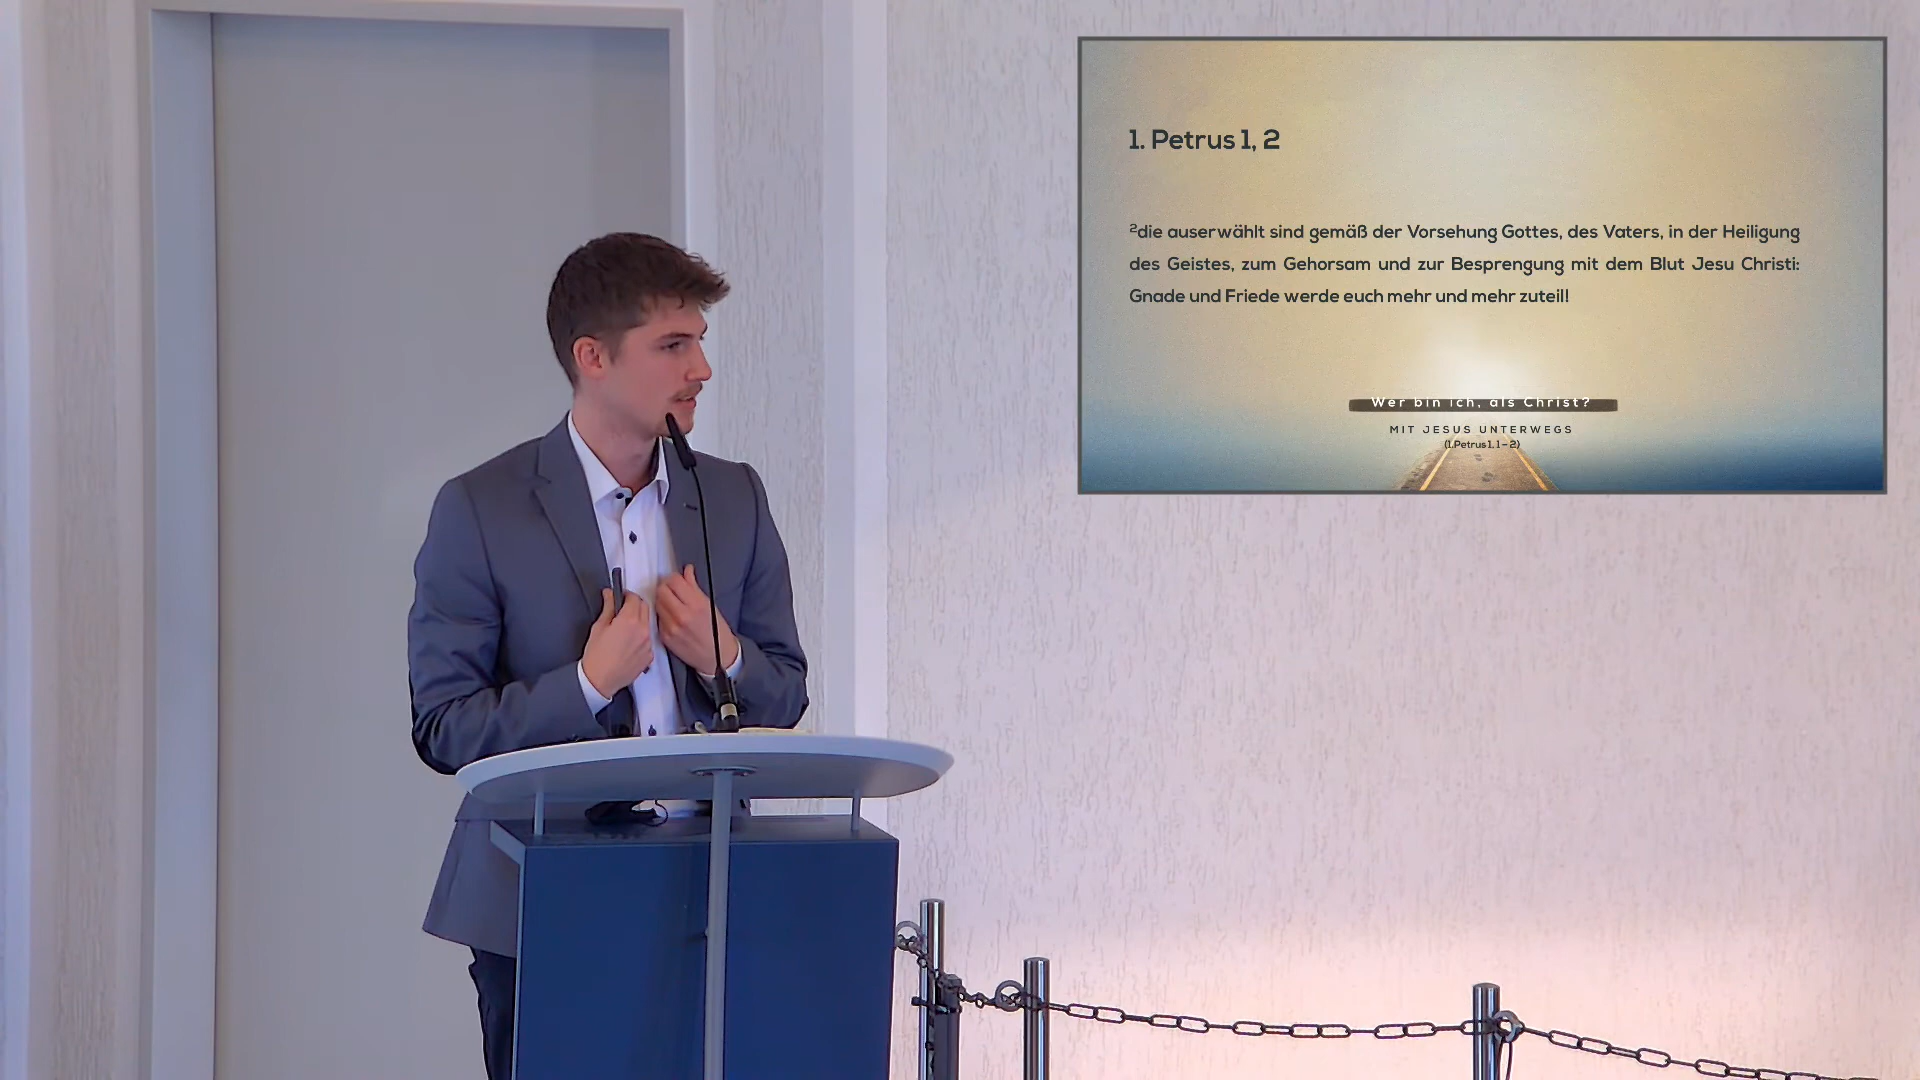 1. Petrus 1, 2
²die auserwählt sind gemäß der Vorsehung Gottes, des Vaters, in der Heiligung
des Geistes, zum Gehorsam und zur Besprengung mit dem Blut Jesu Christi:
Gnade und Friede werde euch mehr und mehr zuteil!
Wer bin ich, als Christ?
MIT JESUS UNTERWEGS
(1.Petrus 1, 1 – 2)